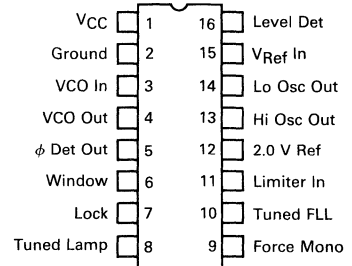 VCC 1 16 Level Det
Ground 2 15 VRef In
VCO In 3 14 Lo Osc Out
VCO Out 4 13 Hi Osc Out
ϕ Det Out 5 12 2.0 V Ref
Window 6 11 Limiter In
Lock 7 10 Tuned FLL
Tuned Lamp 8 9 Force Mono